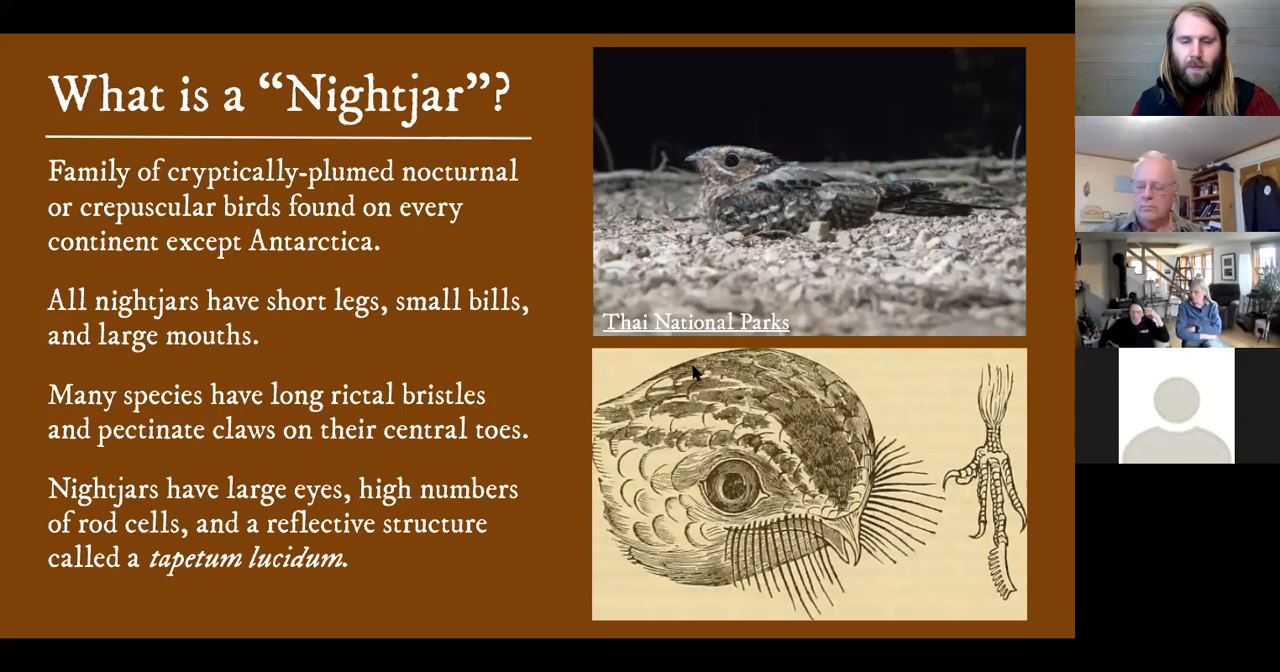 What is a “Nightjar”?
Family of cryptically-plumed nocturnal
or crepuscular birds found on every
continent except Antarctica.
All nightjars have short legs, small bills,
and large mouths.
Many species have long rictal bristles
and pectinate claws on their central toes.
Nightjars have large eyes, high numbers
of rod cells, and a reflective structure
called a tapetum lucidum.
Thai National Parks